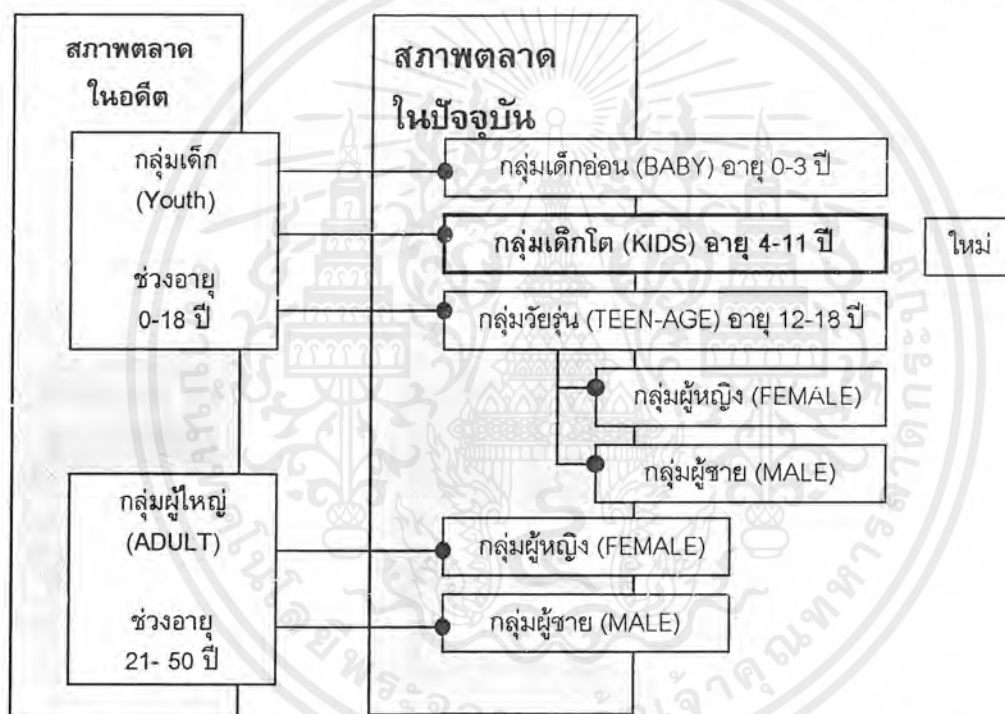 สภาพตลาด
ในอดีต
สภาพตลาด
ในปัจจุบัน
กลุ่มเด็ก
(Youth)
ช่วงอายุ
0-18 ปี
กลุ่มเด็กอ่อน (BABY) อายุ 0-3 ปี
กลุ่มเด็กโต (KIDS) อายุ 4-11 ปี
ใหม่
กลุ่มวัยรุ่น (TEEN-AGE) อายุ 12-18 ปี
กลุ่มผู้หญิง (FEMALE)
กลุ่มผู้ชาย (MALE)
กลุ่มผู้ใหญ่
(ADULT)
ช่วงอายุ
21- 50 ปี
กลุ่มผู้หญิง (FEMALE)
กลุ่มผู้ชาย (MALE)